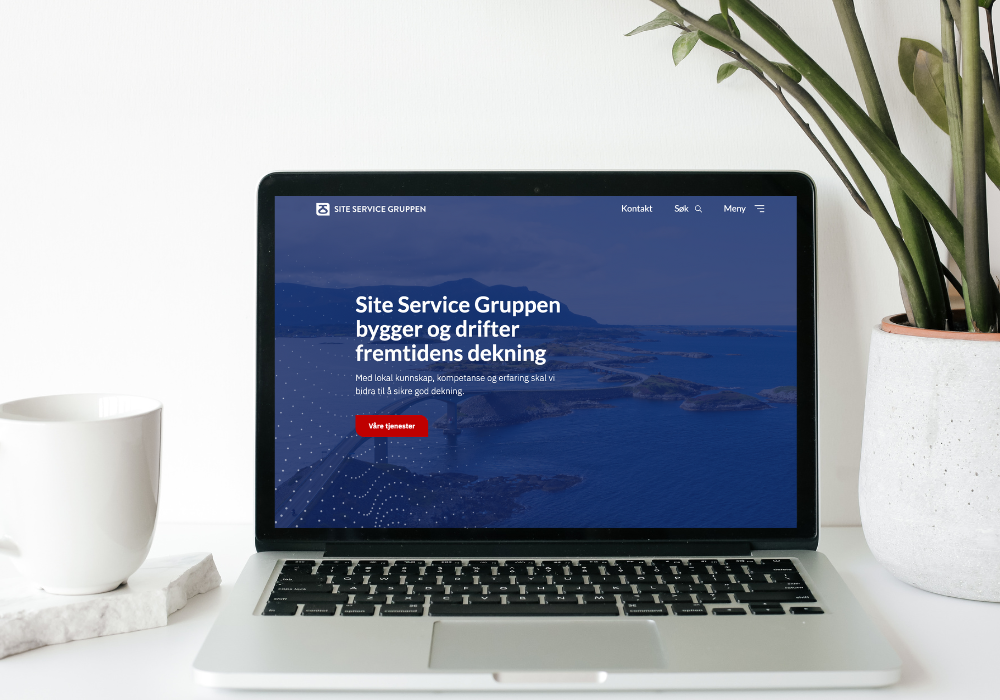 SITE SERVICE GRUPPEN
Kontakt
Søk
Meny
Site Service Gruppen
bygger og drifter
fremtidens dekning
Med lokal kunnskap, kompetanse og erfaring skal vi
bidra til å sikre god dekning.
Våre tjenester